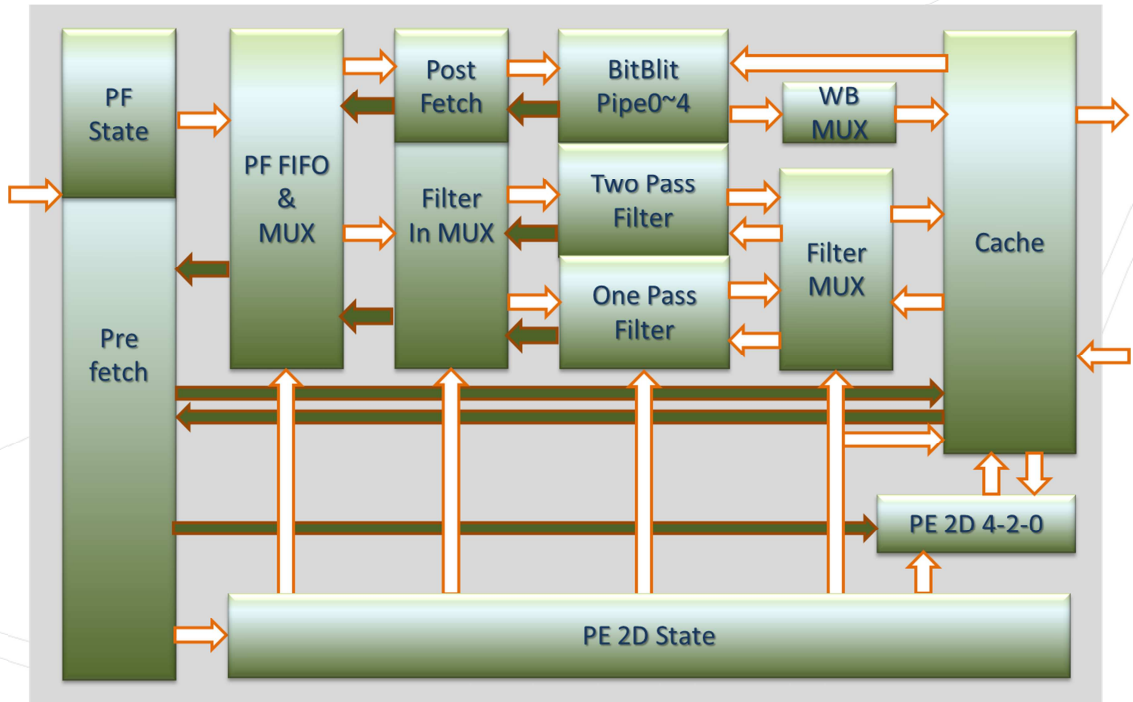 PF
State
PF FIFO
&
MUX
Post
Fetch
BitBlit
Pipe0~4
WB
MUX
Filter
In MUX
Two Pass
Filter
One Pass
Filter
Filter
MUX
Cache
Pre
fetch
PE 2D 4-2-0
PE 2D State